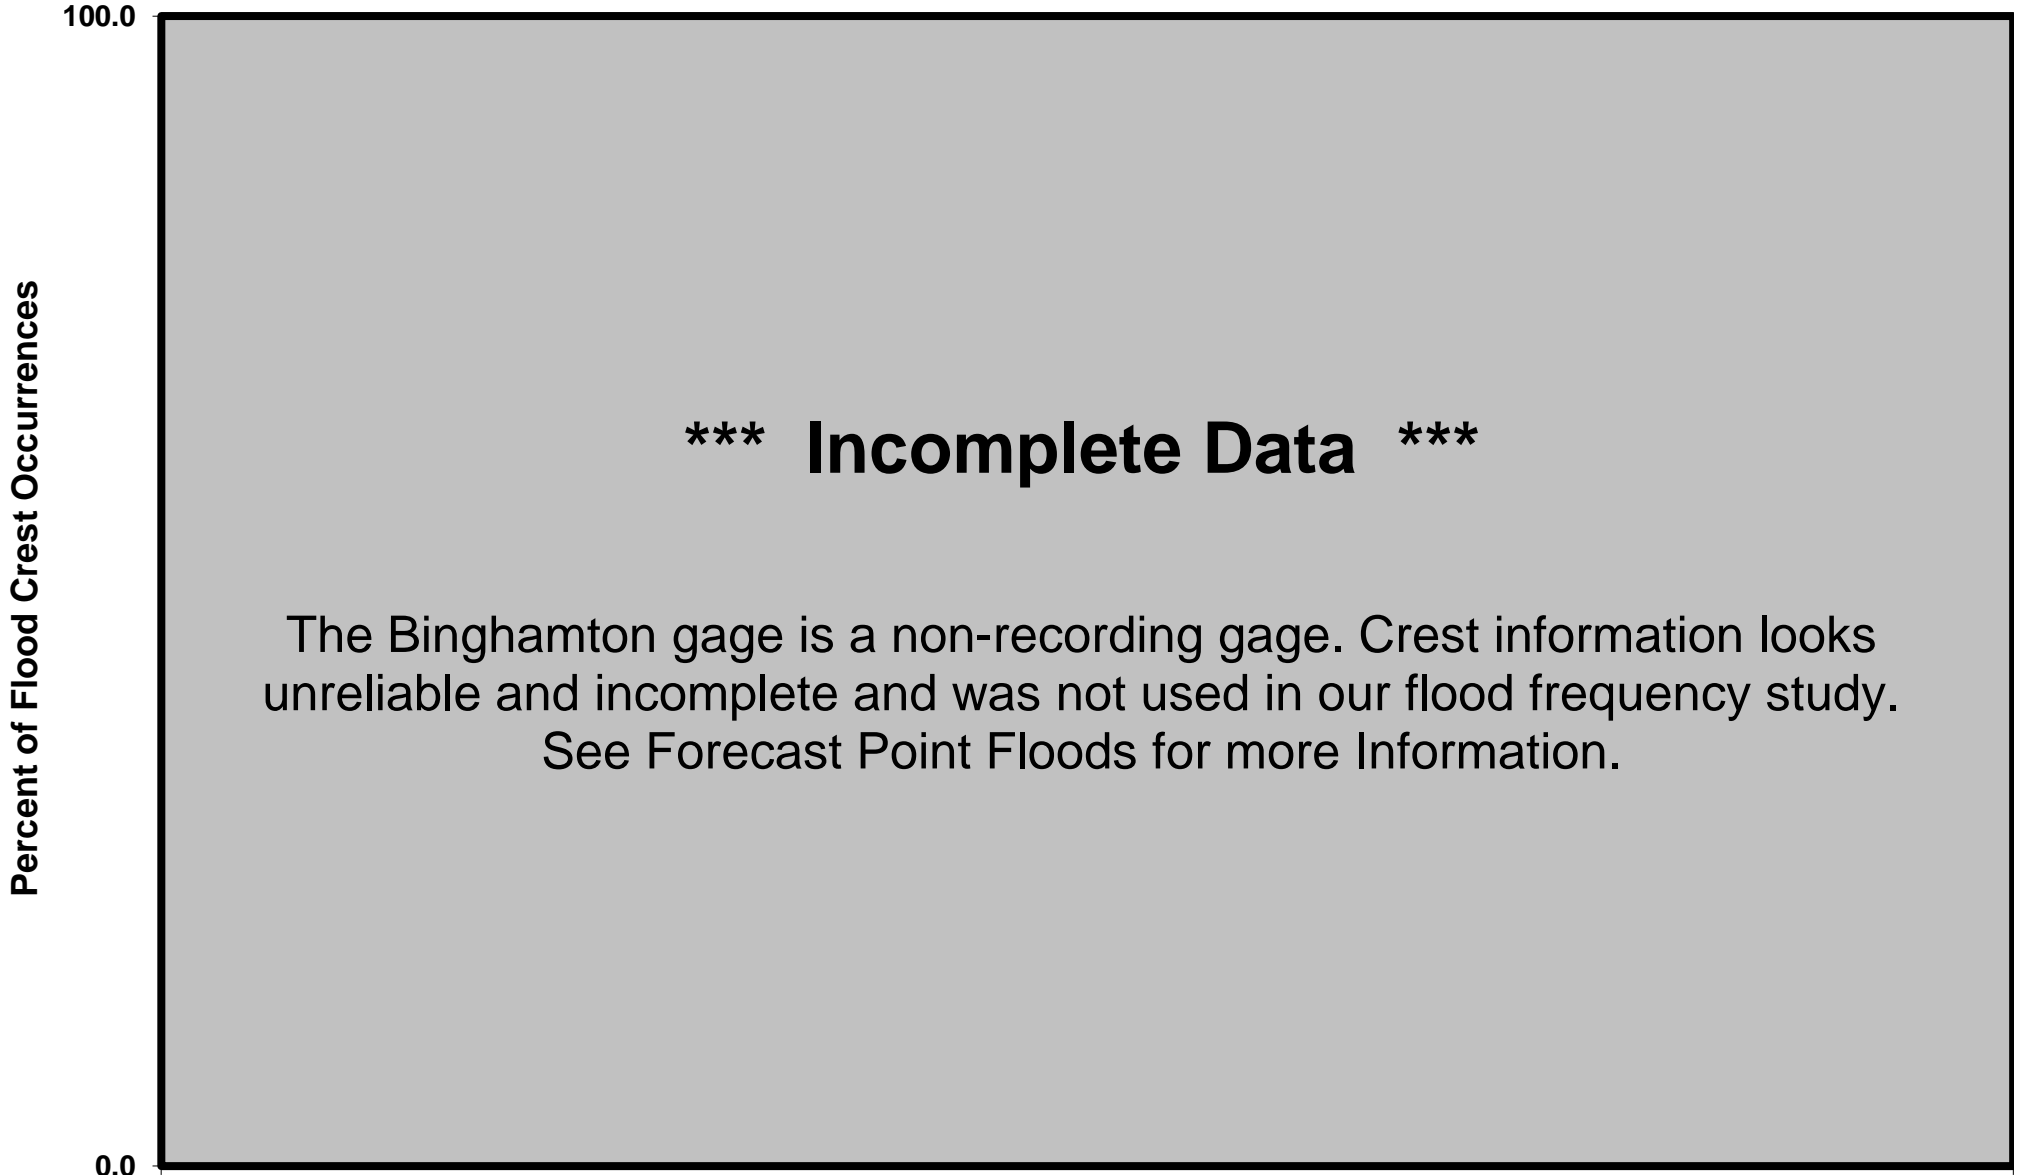 100.0
Percent of Flood Crest Occurrences
*** Incomplete Data ***
The Binghamton gage is a non-recording gage. Crest information looks
unreliable and incomplete and was not used in our flood frequency study.
See Forecast Point Floods for more Information.
0.0